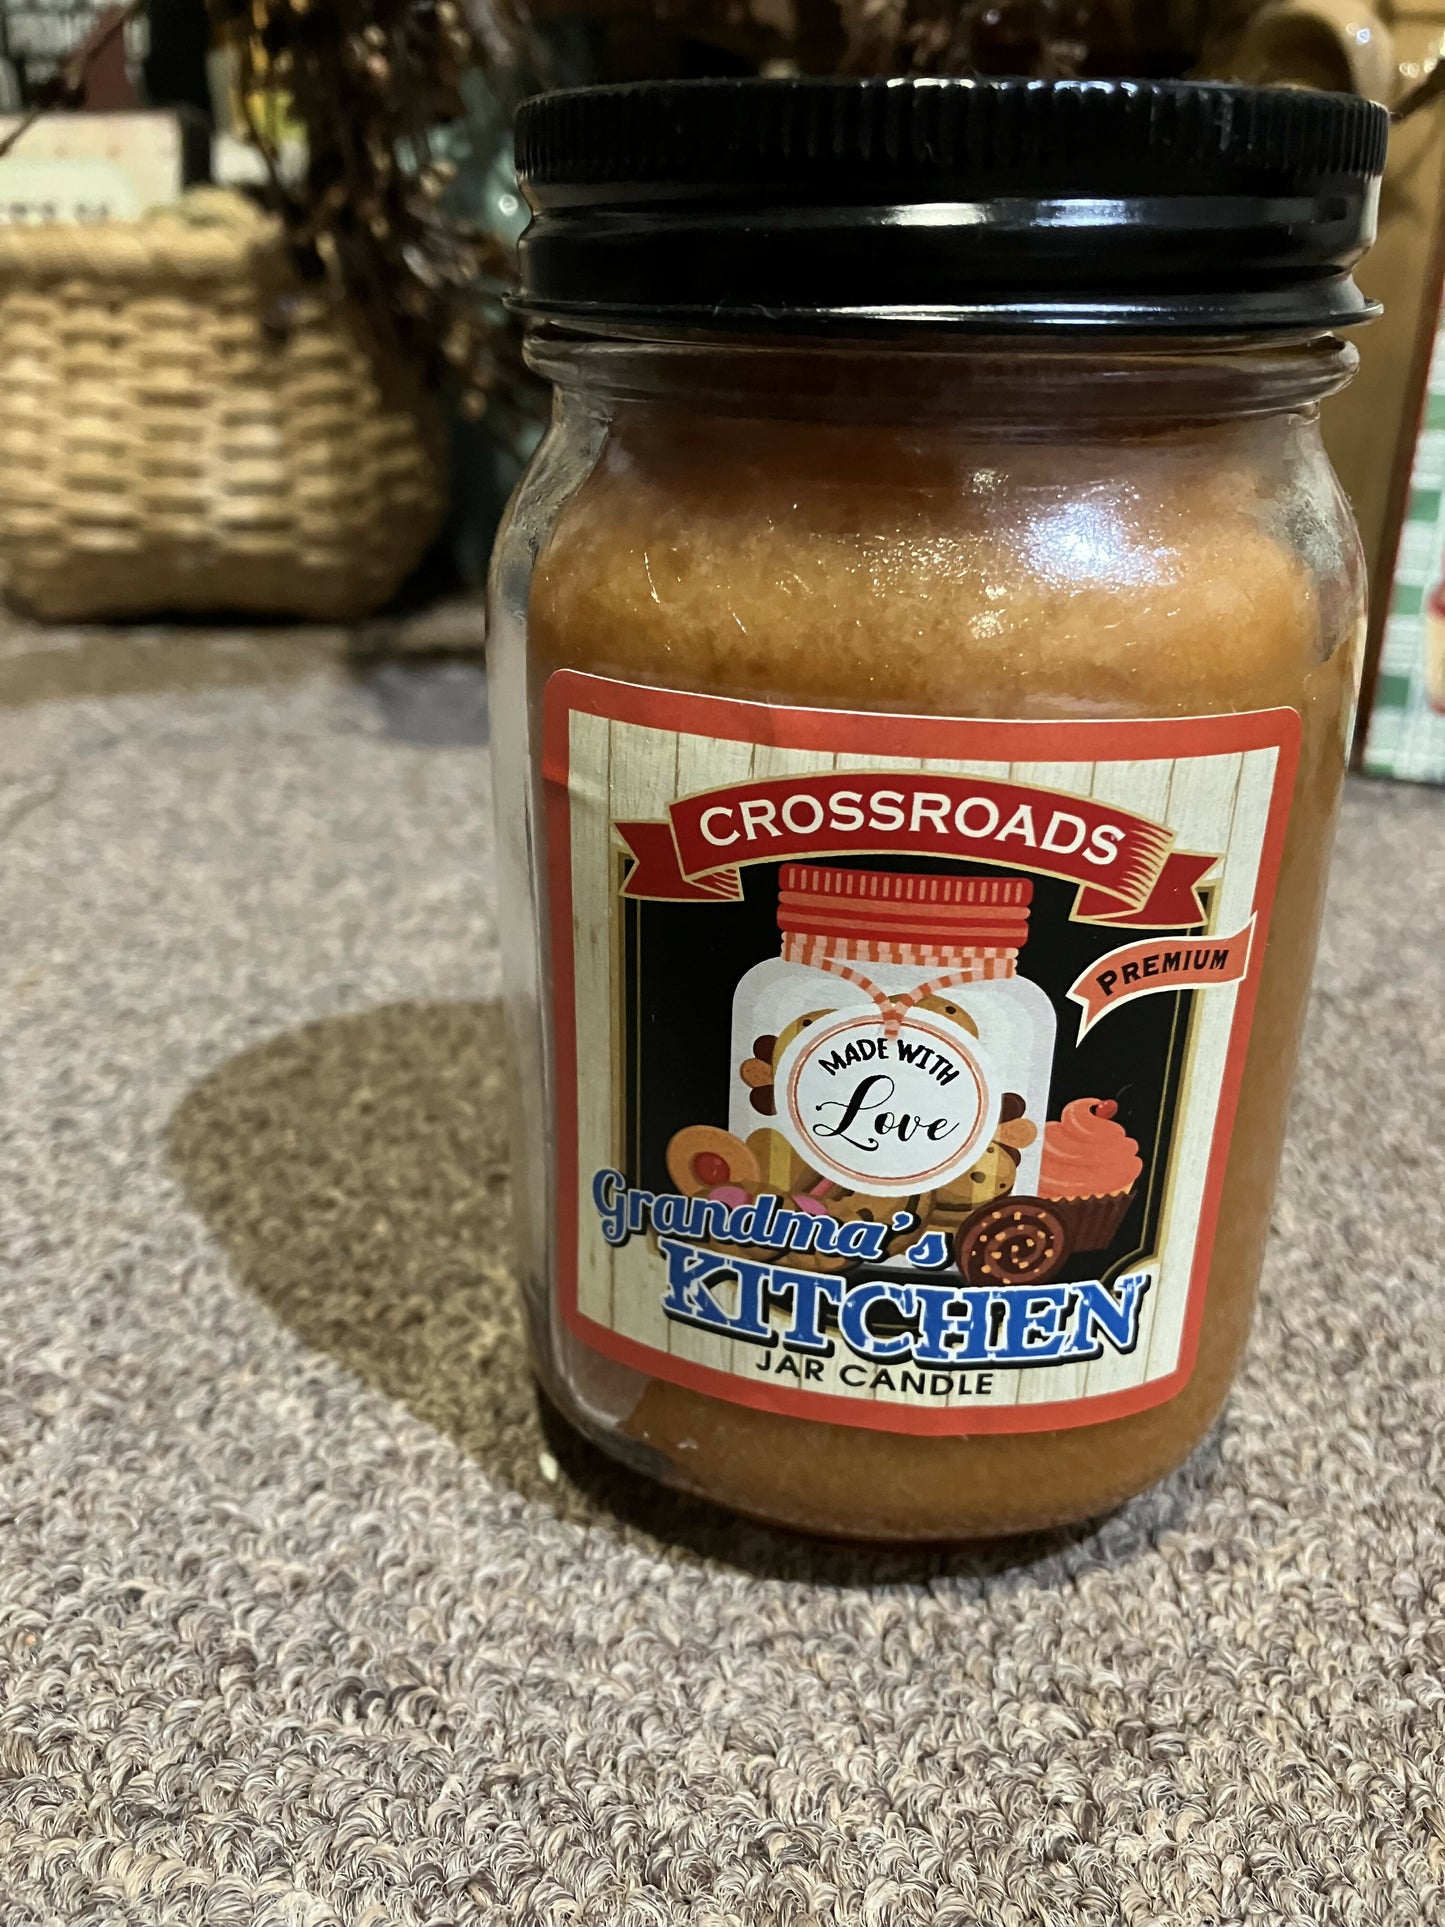 CROSSROADS
PREMIUM
MADE WITH
Love
Grandma's
KITCHEN
JAR CANDLE